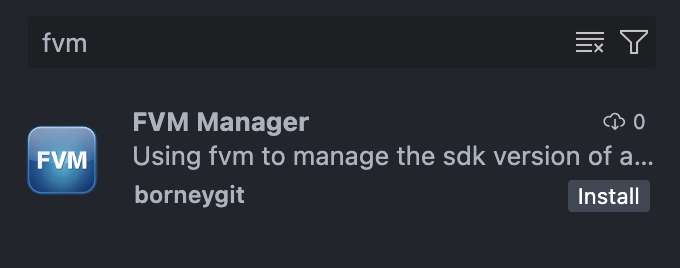 fvm
FVM Manager
0
FVM
Using fvm to manage the sdk version of a...
borneygit
Install